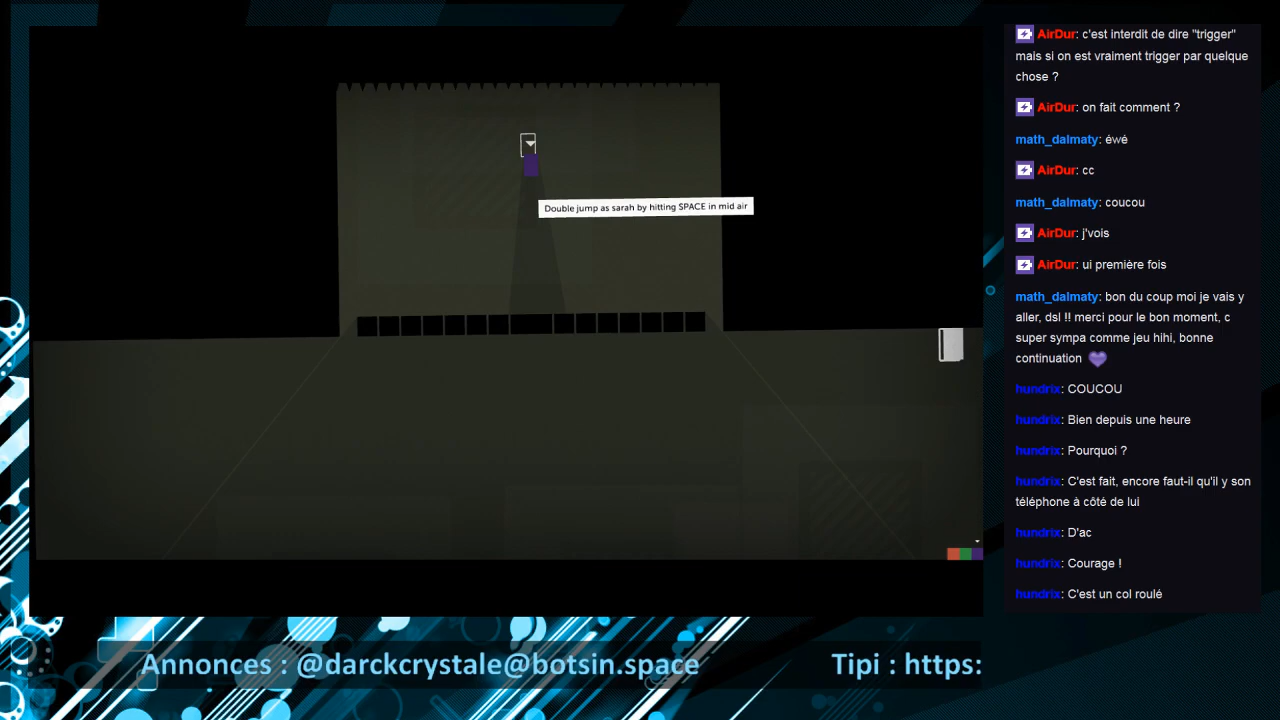 AirDur: c'est interdit de dire "trigger"
mais si on est vraiment trigger par quelque
chose ?
AirDur: on fait comment ?
math_dalmaty: éwé
AirDur: cc
math_dalmaty: coucou
AirDur: j'vois
AirDur: ui première fois
math_dalmaty: bon du coup moi je vais y
aller, dsl !! merci pour le bon moment, c
super sympa comme jeu hihi, bonne
continuation
hundrix: COUCOU
hundrix: Bien depuis une heure
hundrix: Pourquoi ?
hundrix: C'est fait, encore faut-il qu'il y son
téléphone à côté de lui
hundrix: D'ac
hundrix: Courage !
hundrix: C'est un col roulé
Double jump as sarah by hitting SPACE in mid air
Annonces : @darckcrystale@botsin.space
Tipi : https: